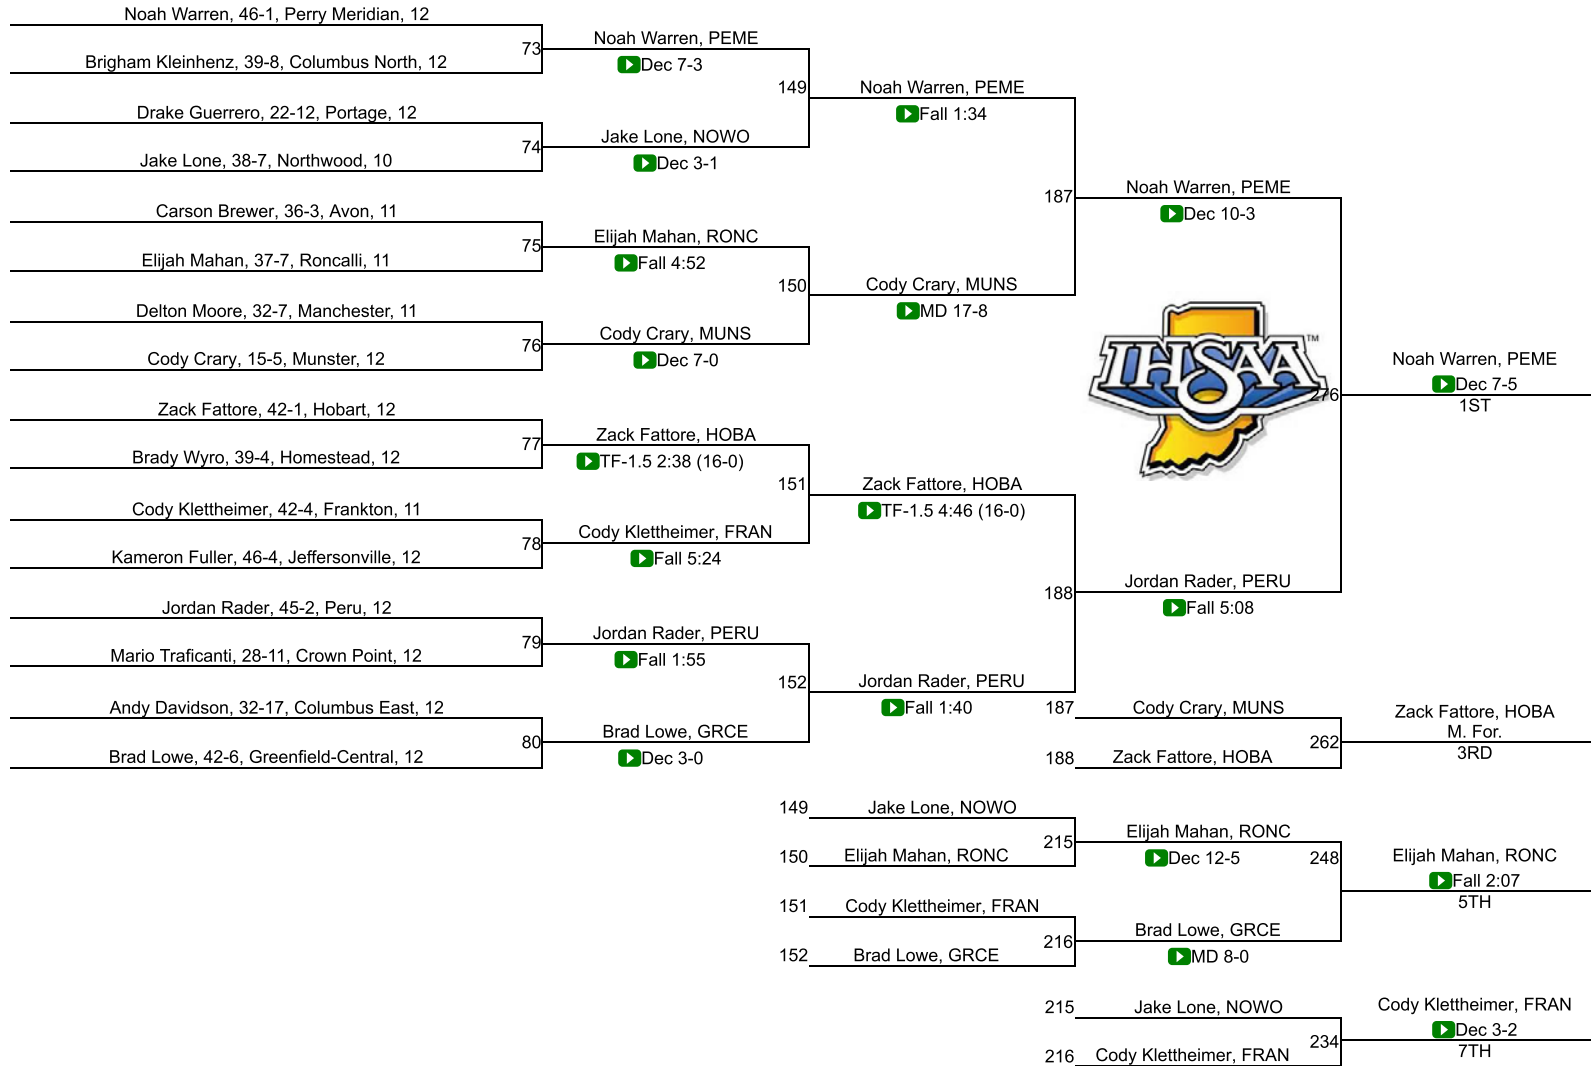 Noah Warren, 46-1, Perry Meridian, 12
73
Brigham Kleinhenz, 39-8, Columbus North, 12
Noah Warren, PEME
Dec 7-3
149
Drake Guerrero, 22-12, Portage, 12
74
Jake Lone, 38-7, Northwood, 10
Jake Lone, NOWO
Dec 3-1
Noah Warren, PEME
Fall 1:34
187
Carson Brewer, 36-3, Avon, 11
75
Elijah Mahan, 37-7, Roncalli, 11
Elijah Mahan, RONC
Fall 4:52
150
Delton Moore, 32-7, Manchester, 11
76
Cody Crary, 15-5, Munster, 12
Cody Crary, MUNS
Dec 7-0
Cody Crary, MUNS
MD 17-8
Noah Warren, PEME
Dec 10-3
IHSAA
TM
276
Noah Warren, PEME
Dec 7-5
1ST
Zack Fattore, 42-1, Hobart, 12
77
Brady Wyro, 39-4, Homestead, 12
Zack Fattore, HOBA
TF-1.5 2:38 (16-0)
151
Cody Klettheimer, 42-4, Frankton, 11
78
Kameron Fuller, 46-4, Jeffersonville, 12
Cody Klettheimer, FRAN
Fall 5:24
Zack Fattore, HOBA
TF-1.5 4:46 (16-0)
188
Jordan Rader, 45-2, Peru, 12
79
Mario Traficanti, 28-11, Crown Point, 12
Jordan Rader, PERU
Fall 1:55
152
Andy Davidson, 32-17, Columbus East, 12
80
Brad Lowe, 42-6, Greenfield-Central, 12
Brad Lowe, GRCE
Dec 3-0
Jordan Rader, PERU
Fall 1:40
Jordan Rader, PERU
Fall 5:08
187
Cody Crary, MUNS
262
188
Zack Fattore, HOBA
Zack Fattore, HOBA
M. For.
3RD
149
Jake Lone, NOWO
215
150
Elijah Mahan, RONC
Elijah Mahan, RONC
Dec 12-5
248
151
Cody Klettheimer, FRAN
216
152
Brad Lowe, GRCE
Brad Lowe, GRCE
MD 8-0
Elijah Mahan, RONC
Fall 2:07
5TH
215
Jake Lone, NOWO
234
216
Cody Klettheimer, FRAN
Cody Klettheimer, FRAN
Dec 3-2
7TH